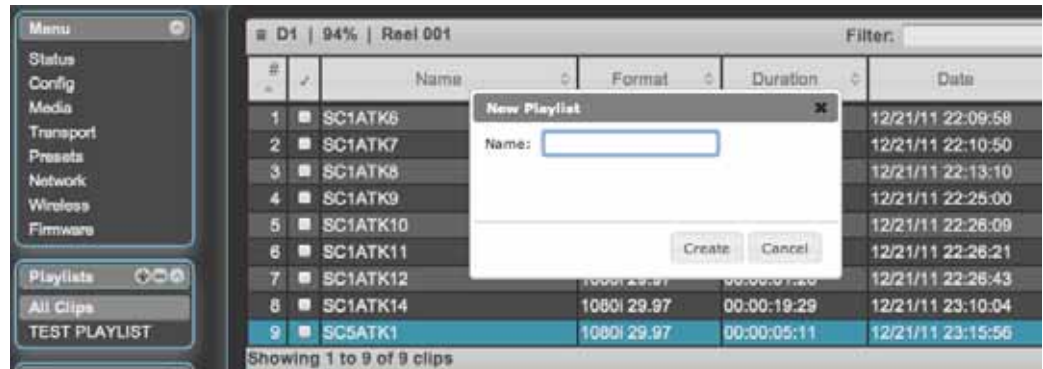 Menu
Status
Config
Media
Transport
Presets
Network
Wireless
Firmware
Playlists
All Clips
TEST PLAYLIST
D1 | 94% | Reel 001 Filter:
# ✓ Name Format Duration Date
1 SC1ATK6 12/21/11 22:09:58
2 SC1ATK7 12/21/11 22:10:50
3 SC1ATK8 12/21/11 22:13:10
4 SC1ATK9 12/21/11 22:25:00
5 SC1ATK10 12/21/11 22:26:09
6 SC1ATK11 12/21/11 22:26:21
7 SC1ATK12 12/21/11 22:26:43
8 SC1ATK14 1080i 29.97 00:00:19:29 12/21/11 23:10:04
9 SC5ATK1 1080i 29.97 00:00:05:11 12/21/11 23:15:56
Showing 1 to 9 of 9 clips
New Playlist
Name:
Create Cancel